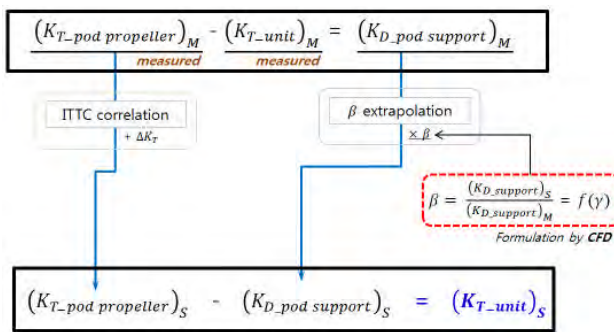 (K_T_pod propeller)_M - (K_T_unit)_M = (K_D_pod support)_M
measured measured
ITTC correlation
+ ΔK_T
β extrapolation
× β
β = (K_D_support)_S / (K_D_support)_M = f(γ)
Formulation by CFD
(K_T_pod propeller)_S - (K_D_pod support)_S = (K_T_unit)_S